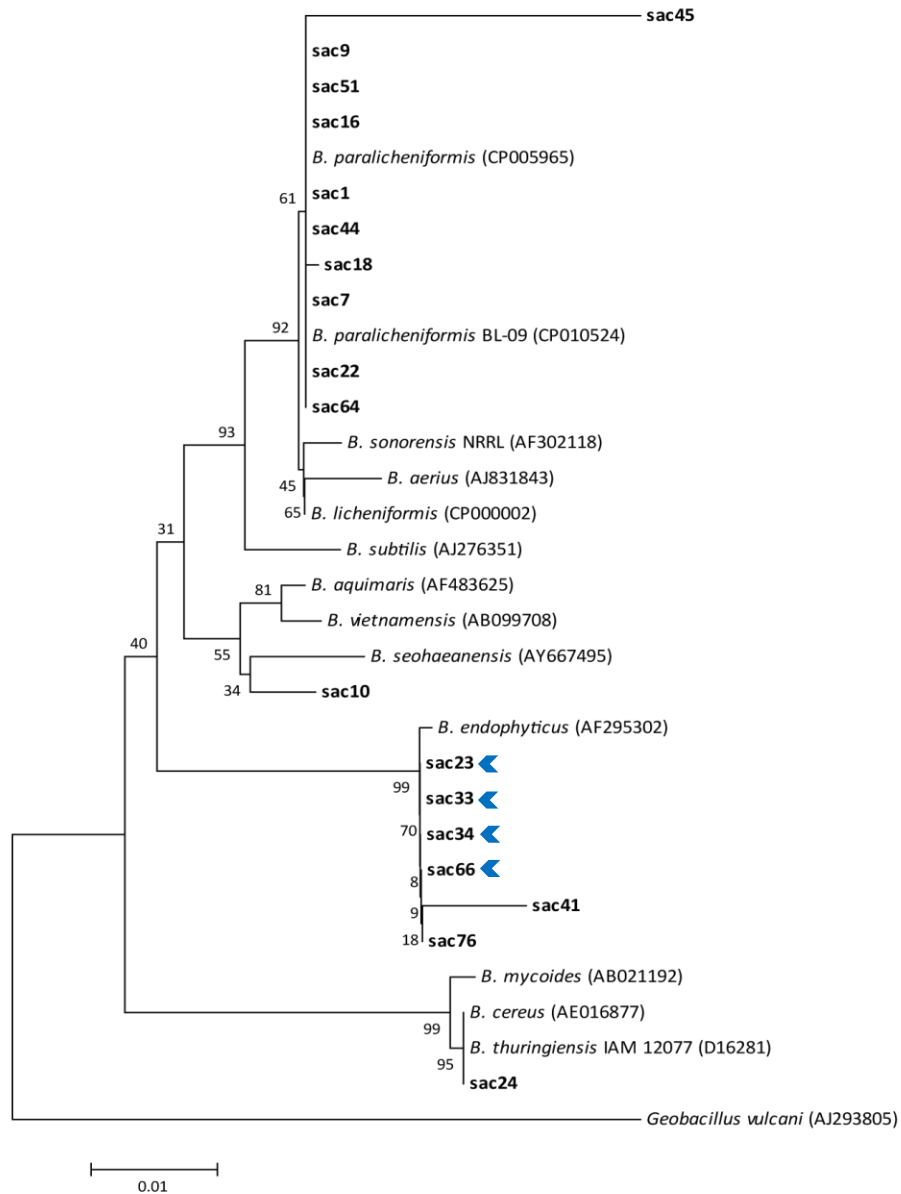 sac45
sac9
sac51
sac16
B. paralicheniformis (CP005965)
61
sac1
sac44
sac18
sac7
92
B. paralicheniformis BL-09 (CP010524)
sac22
sac64
93
B. sonorensis NRRL (AF302118)
B. aerius (AJ831843)
45
65
B. licheniformis (CP000002)
31
B. subtilis (AJ276351)
81
B. aquimaris (AF483625)
B. vietnamensis (AB099708)
40
55
B. seohaeanensis (AY667495)
34
sac10
B. endophyticus (AF295302)
sac23
99
sac33
70
sac34
sac66
8
sac41
9
18
sac76
B. mycoides (AB021192)
B. cereus (AE016877)
99
B. thuringiensis IAM 12077 (D16281)
95
sac24
Geobacillus vulcani (AJ293805)
0.01